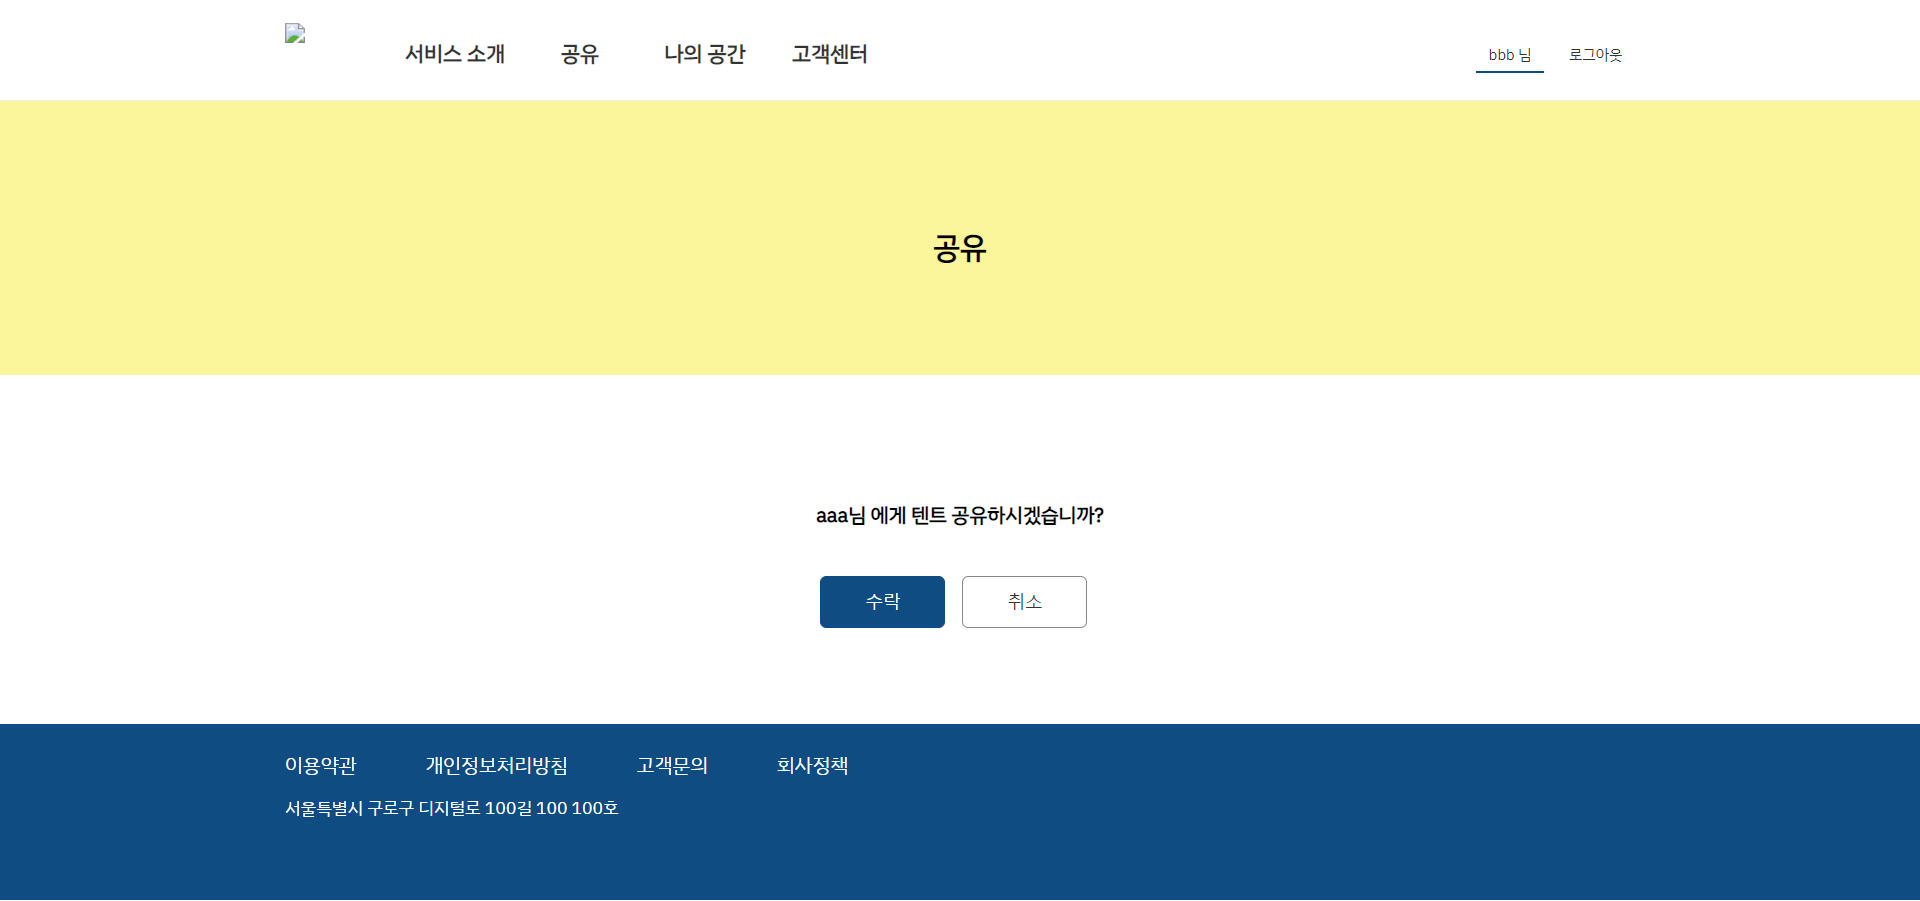 서비스 소개 공유 나의 공간 고객센터 bbb 님 로그아웃
공유
aaa님 에게 텐트 공유하시겠습니까?
수락 취소
이용약관 개인정보처리방침 고객문의 회사정책
서울특별시 구로구 디지털로 100길 100 100호